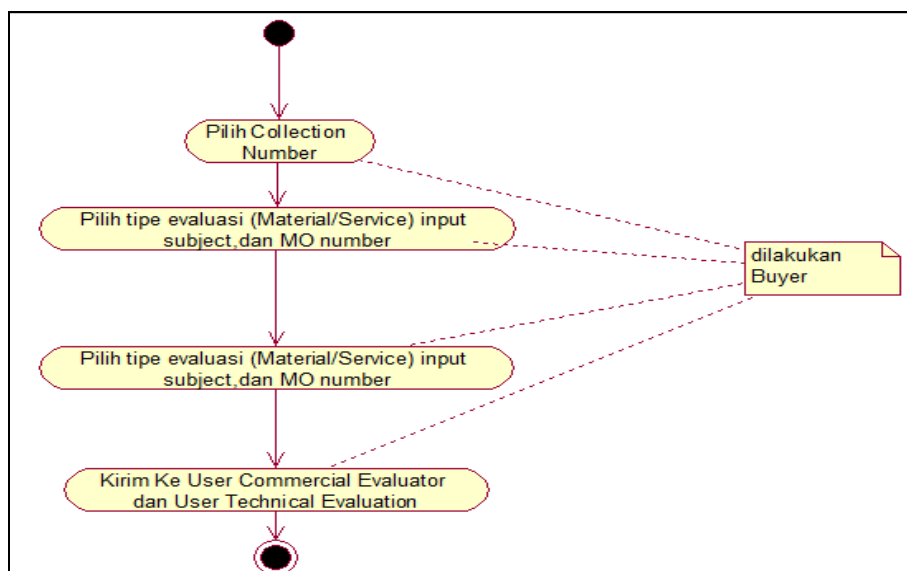 Pilih Collection
Number
Pilih tipe evaluasi (Material/Service) input
subject,dan MO number
dilakukan
Buyer
Pilih tipe evaluasi (Material/Service) input
subject,dan MO number
Kirim Ke User Commercial Evaluator
dan User Technical Evaluation